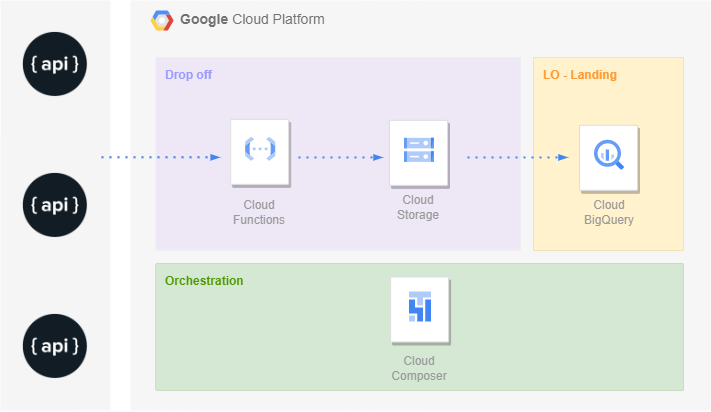 Google Cloud Platform
{ api }
{ api }
{ api }
Drop off
LO - Landing
Cloud
Functions
Cloud
Storage
Cloud
BigQuery
Orchestration
Cloud
Composer